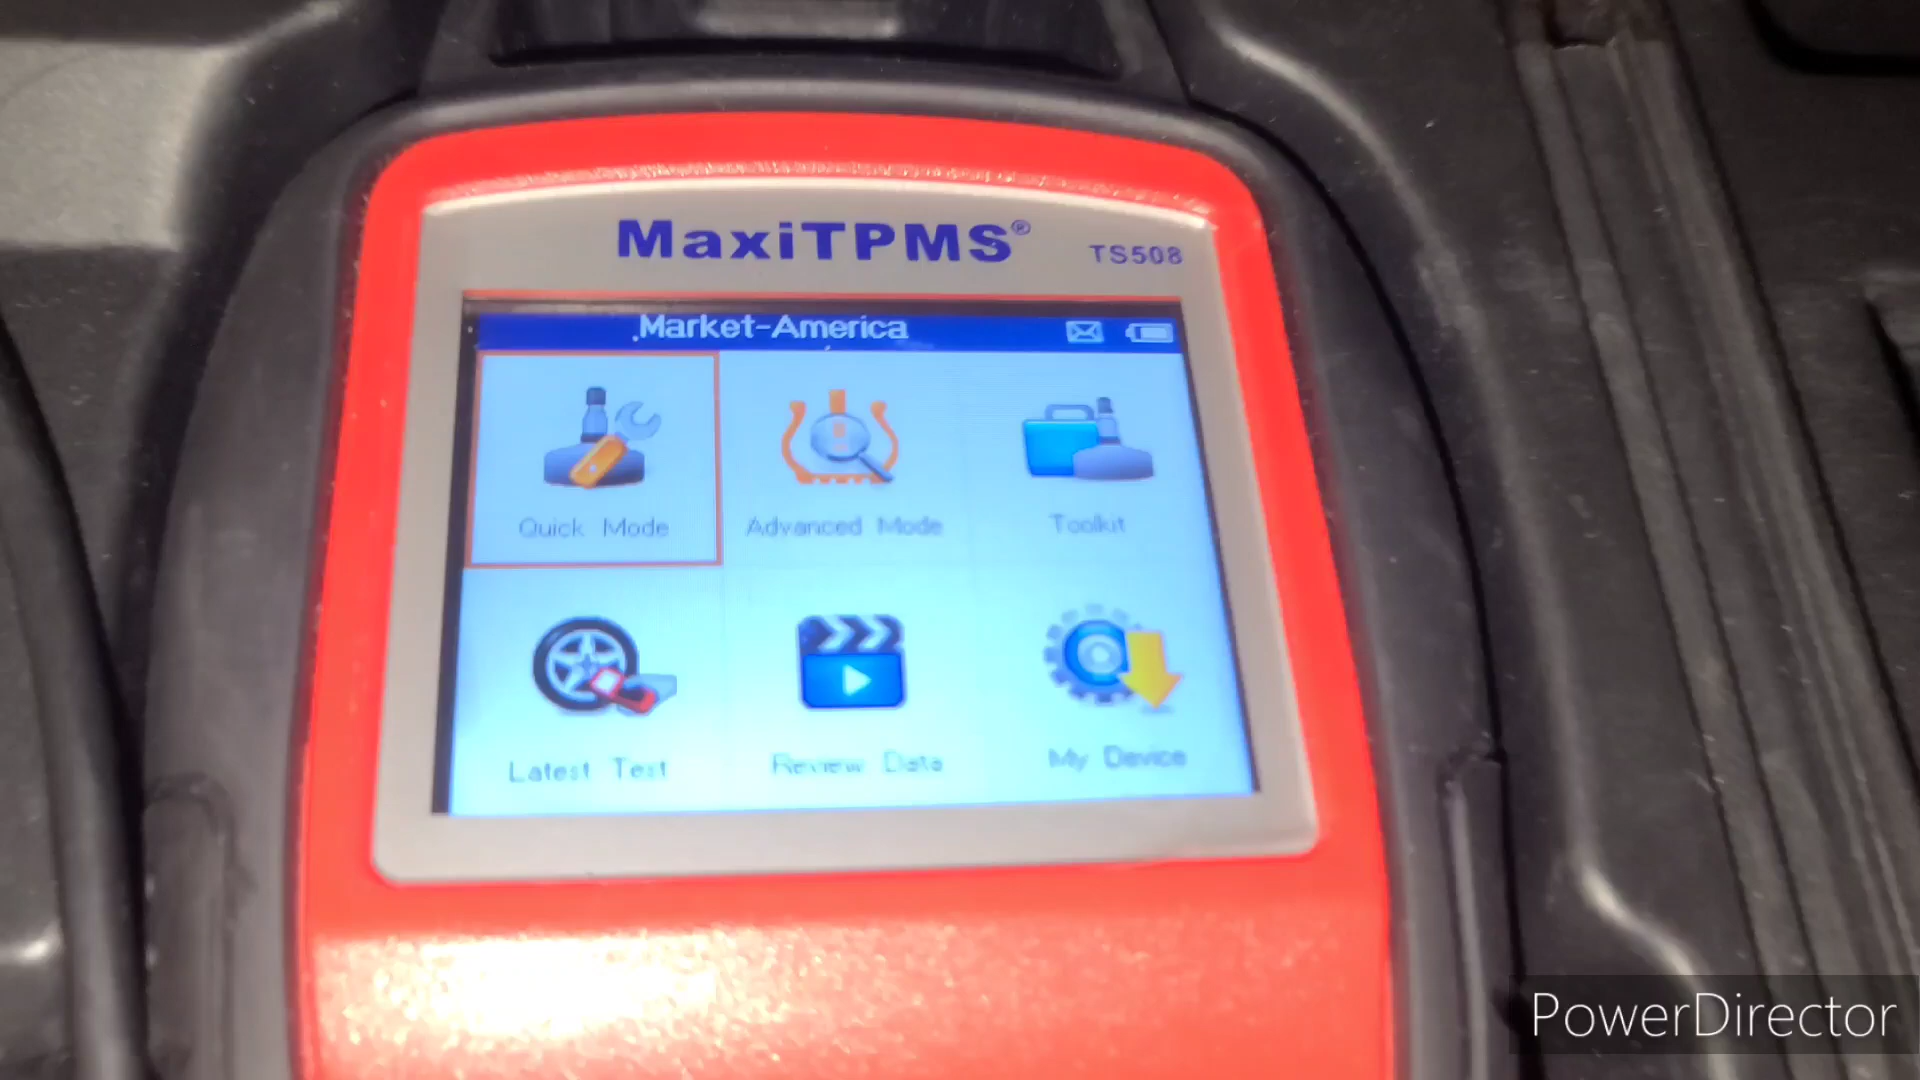 MaxiTPMS®
TS508
Market-America
Quick Mode
Advanced Mode
Toolkit
Latest Test
Review Data
My Device
PowerDirector